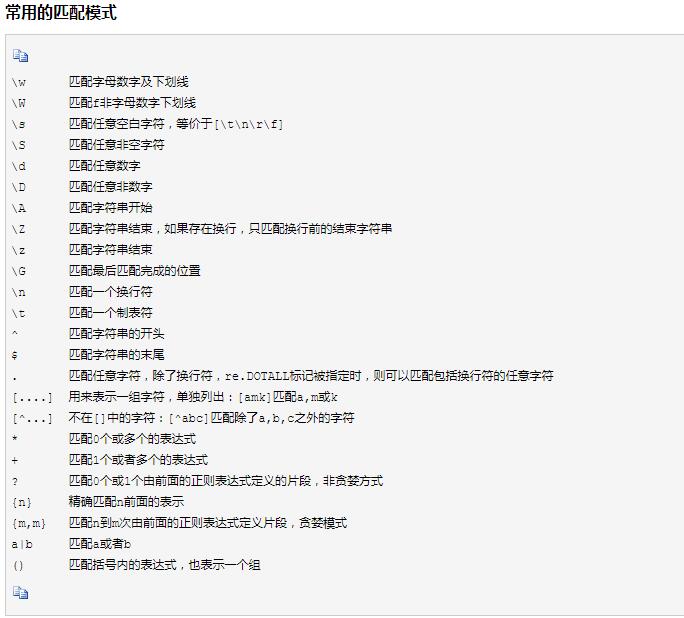 常用的匹配模式
\w 匹配字母数字及下划线
\W 匹配f非字母数字下划线
\s 匹配任意空白字符，等价于[\t\n\r\f]
\S 匹配任意非空字符
\d 匹配任意数字
\D 匹配任意非数字
\A 匹配字符串开始
\Z 匹配字符串结束，如果存在换行，只匹配换行前的结束字符串
\z 匹配字符串结束
\G 匹配最后匹配完成的位置
\n 匹配一个换行符
\t 匹配一个制表符
^ 匹配字符串的开头
$ 匹配字符串的末尾
. 匹配任意字符，除了换行符，re.DOTALL标记被指定时，则可以匹配包括换行符的任意字符
[....] 用来表示一组字符，单独列出：[amk]匹配a,m或k
[^...] 不在[]中的字符：[^abc]匹配除了a,b,c之外的字符
* 匹配0个或多个的表达式
+ 匹配1个或者多个的表达式
? 匹配0个或1个由前面的正则表达式定义的片段，非贪婪方式
{n} 精确匹配n前面的表示
{m,m} 匹配n到m次由前面的正则表达式定义片段，贪婪模式
a|b 匹配a或者b
() 匹配括号内的表达式，也表示一个组